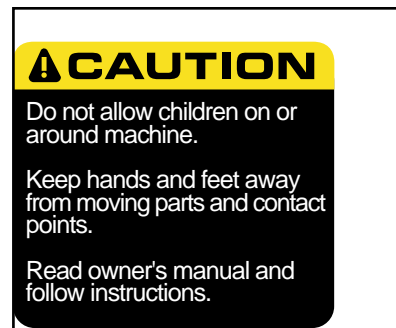 CAUTION
Do not allow children on or
around machine.
Keep hands and feet away
from moving parts and contact
points.
Read owner's manual and
follow instructions.